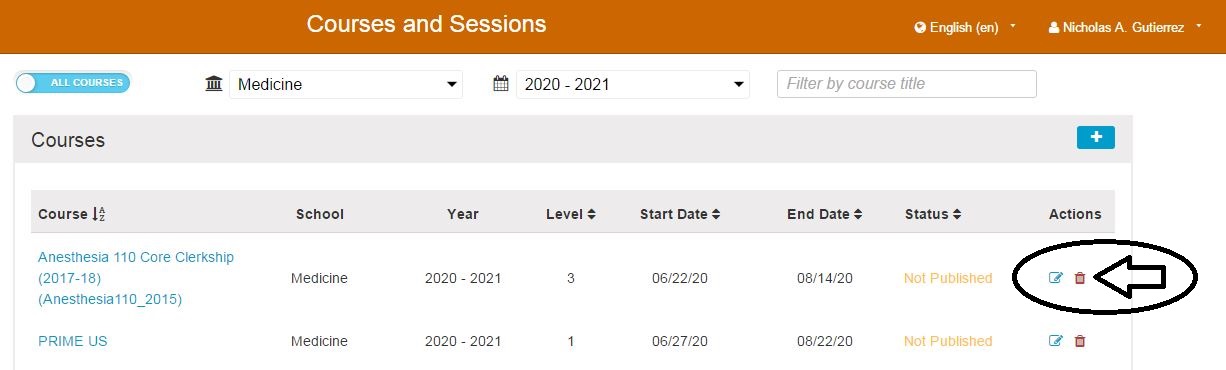 Courses and Sessions
English (en)
Nicholas A. Gutierrez
ALL COURSES
Medicine
2020 - 2021
Filter by course title
Courses
Course School Year Level Start Date End Date Status Actions
Anesthesia 110 Core Clerkship
(2017-18)
(Anesthesia110_2015)
Medicine 2020 - 2021 3 06/22/20 08/14/20 Not Published
PRIME US Medicine 2020 - 2021 1 06/27/20 08/22/20 Not Published